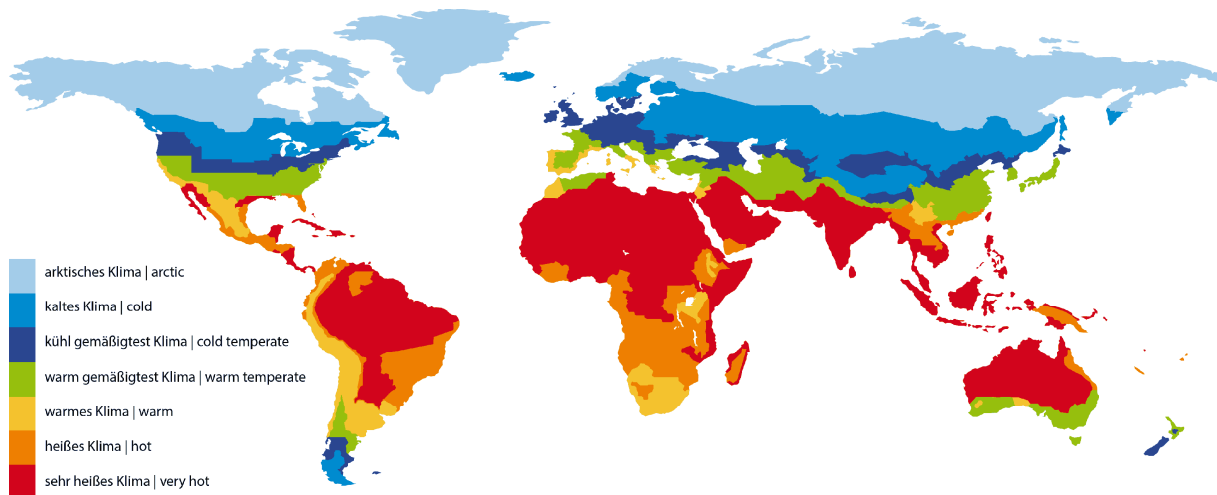 arktisches Klima | arctic
kaltes Klima | cold
kühl gemäßigtest Klima | cold temperate
warm gemäßigtest Klima | warm temperate
warmes Klima | warm
heißes Klima | hot
sehr heißes Klima | very hot